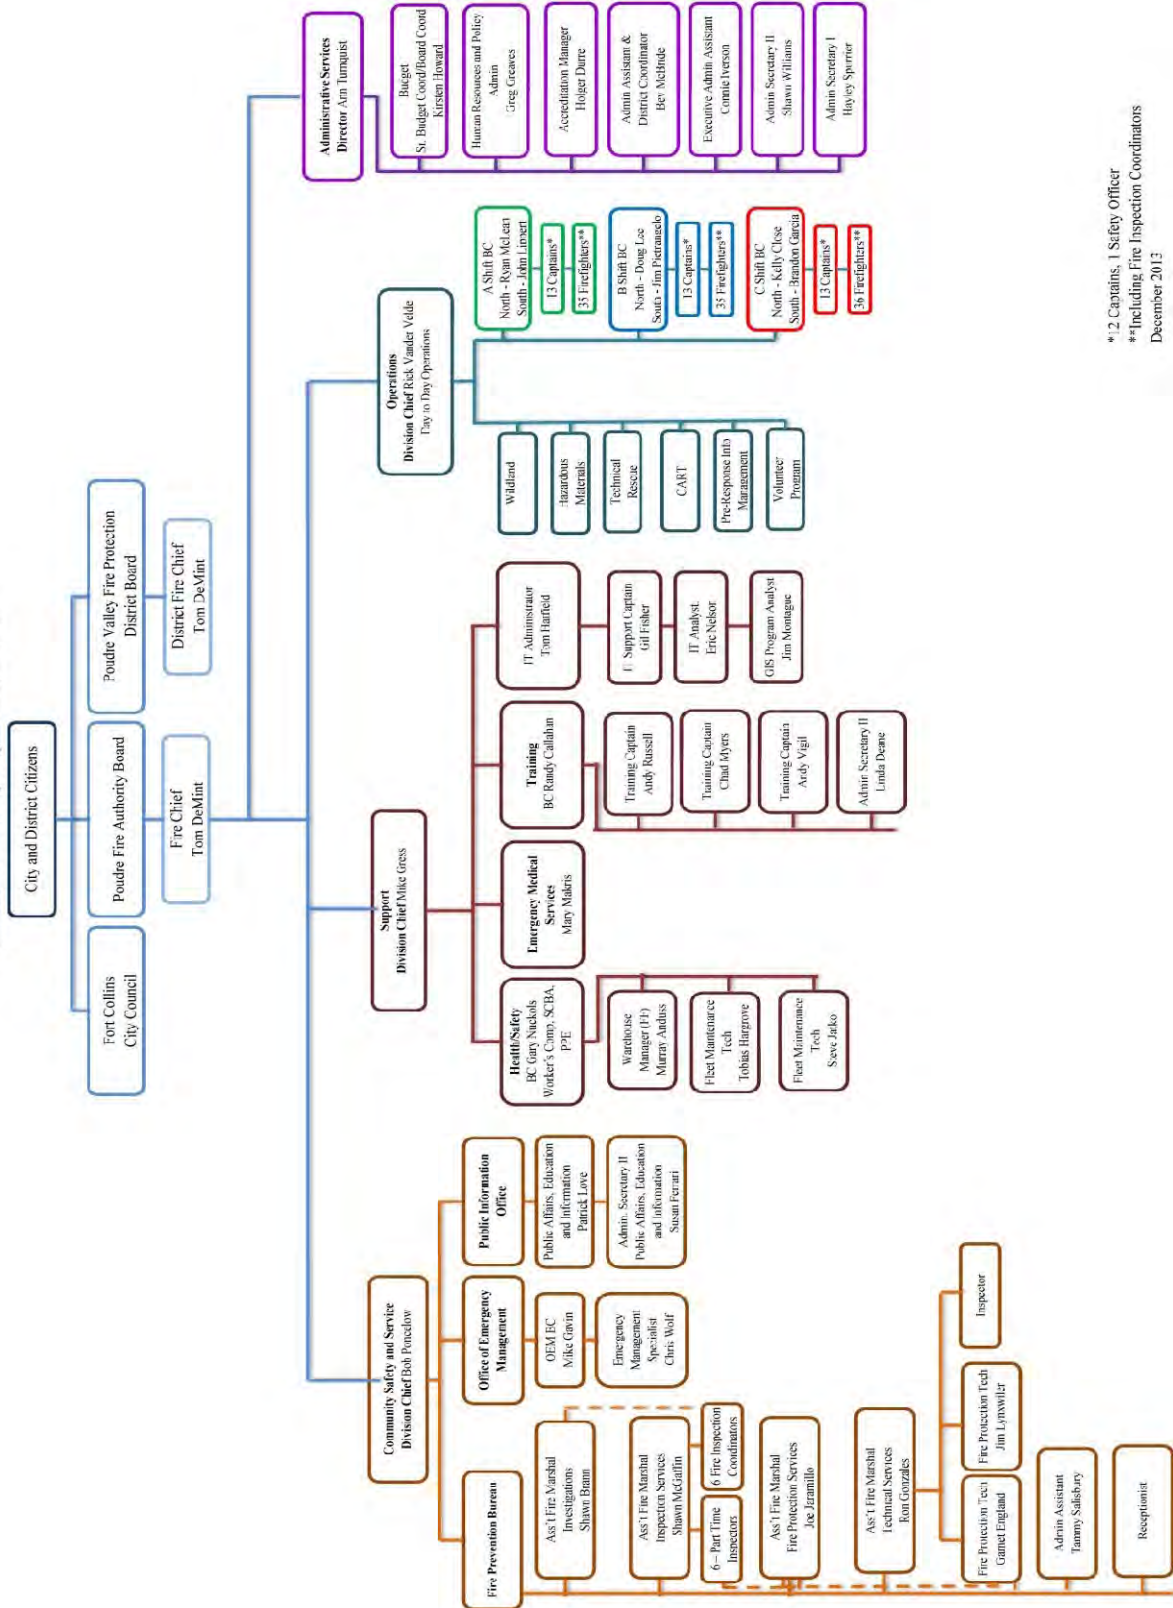 City and District Citizens
Fort Collins
City Council
Poudre Fire Authority Board
Poudre Valley Fire Protection
District Board
Fire Chief
Tom DeMint
District Fire Chief
Tom DeMint
Community Safety and Service
Division Chief Bob Poncelow
Fire Prevention Bureau
Ass't Fire Marshal
Investigations
Shawn Brann
Ass't Fire Marshal
Inspection Services
Shawn McGaffin
6 – Part Time
Inspectors
6 Fire Inspection
Coordinators
Ass't Fire Marshal
Fire Protection Services
Joe Jaramillo
Ass't Fire Marshal
Technical Services
Ron Gonzales
Fire Protection Tech
Garnet England
Fire Protection Tech
Jim Lynxwiler
Inspector
Admin Assistant
Tammy Salisbury
Receptionist
Office of Emergency
Management
OEM BC
Mike Gavin
Emergency
Management
Specialist
Chris Wolf
Public Information
Office
Public Affairs, Education
and Information
Patrick Love
Admin. Secretary II
Public Affairs, Education
and Information
Susan Ferrari
Support
Division Chief Mike Gress
Health/Safety
BC Gary Nuckols
Worker's Comp, SCBA,
PPE
Warehouse
Manager (FF)
Murray Anduss
Fleet Maintenance
Tech
Tobias Hargrove
Fleet Maintenance
Tech
Steve Jarko
Emergency Medical
Services
Mary Makris
Training
BC Randy Callahan
Training Captain
Andy Russell
Training Captain
Chad Myers
Training Captain
Andy Vigil
Admin Secretary II
Linda Deane
IT Administrator
Tom Hatfield
IT Support Captain
Gil Fisher
IT Analyst
Eric Nelson
GIS Program Analyst
Jim Montague
Operations
Division Chief Rick Vander Velde
Day to Day Operations
Wildland
Hazardous
Materials
Technical
Rescue
CART
Pre-Response Info
Management
Volunteer
Program
A Shift BC
North - Ryan McLean
South - John Lippert
13 Captains*
35 Firefighters**
B Shift BC
North - Doug Lee
South - Jim Pietrangelo
13 Captains*
35 Firefighters**
C Shift BC
North - Kelly Close
South - Brandon Garcia
13 Captains*
36 Firefighters**
Administrative Services
Director Ann Turnquist
Budget
Sr. Budget Coord/Board Coord
Kirsten Howard
Human Resources and Policy
Admin
Greg Greaves
Accreditation Manager
Holger Durre
Admin Assistant &
District Coordinator
Bev McBride
Executive Admin Assistant
Connie Iverson
Admin Secretary II
Shawn Williams
Admin Secretary I
Hayley Spurrier
*12 Captains, 1 Safety Officer
**Including Fire Inspection Coordinators
December 2013